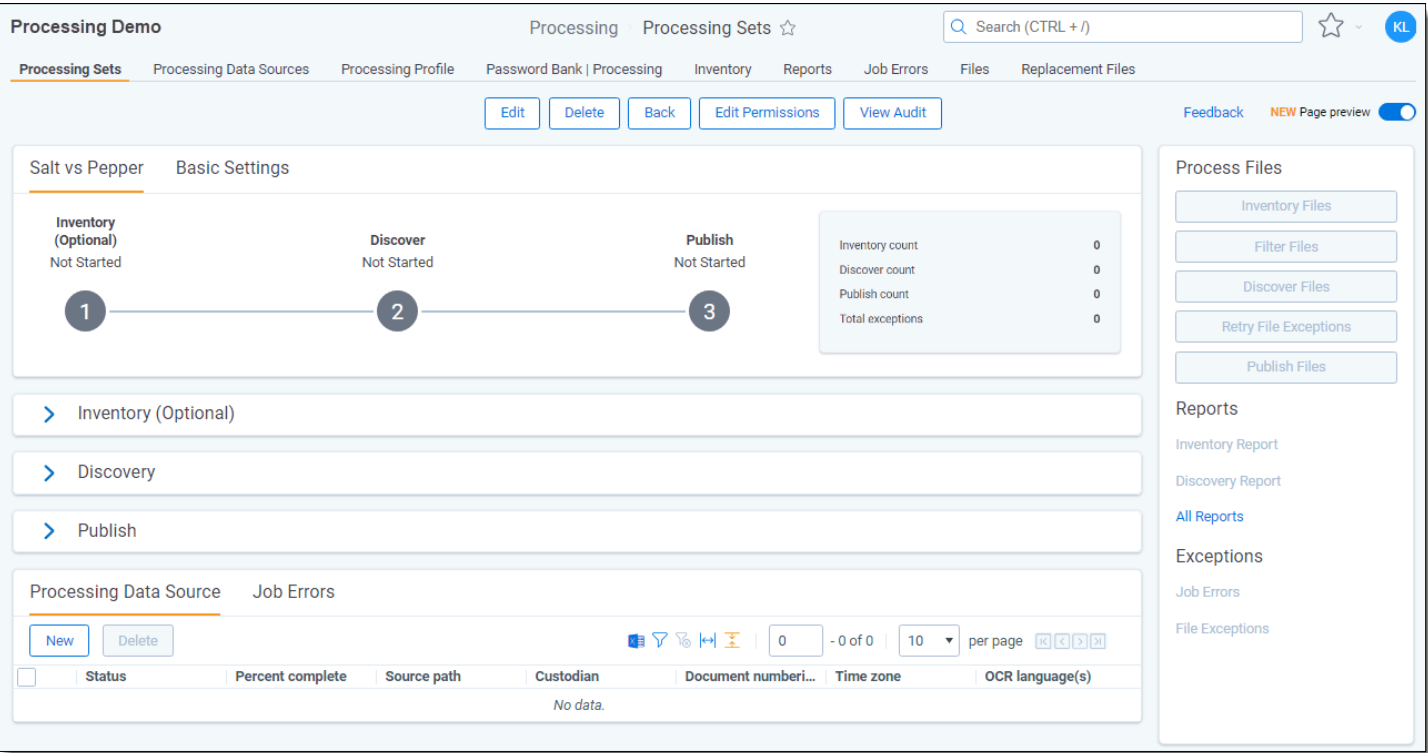 Processing Demo
Processing Processing Sets
Search (CTRL + /)
KL
Processing Sets Processing Data Sources Processing Profile Password Bank | Processing Inventory Reports Job Errors Files Replacement Files
Edit Delete Back Edit Permissions View Audit
Feedback NEW Page preview
Salt vs Pepper Basic Settings
Inventory
(Optional)
Not Started
1
Discover
Not Started
2
Publish
Not Started
3
Inventory count 0
Discover count 0
Publish count 0
Total exceptions 0
Inventory (Optional)
Discovery
Publish
Processing Data Source Job Errors
New Delete
0 - 0 of 0 10 per page
Status Percent complete Source path Custodian Document numberi... Time zone OCR language(s)
No data.
Process Files
Inventory Files
Filter Files
Discover Files
Retry File Exceptions
Publish Files
Reports
Inventory Report
Discovery Report
All Reports
Exceptions
Job Errors
File Exceptions